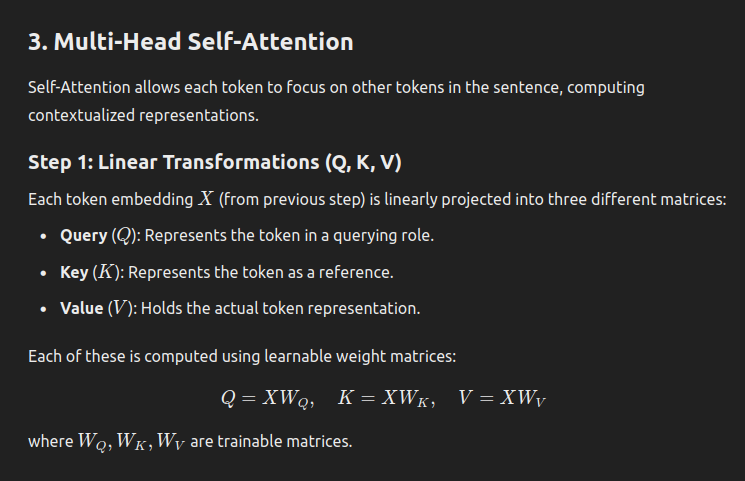 3. Multi-Head Self-Attention
Self-Attention allows each token to focus on other tokens in the sentence, computing
contextualized representations.
Step 1: Linear Transformations (Q, K, V)
Each token embedding X (from previous step) is linearly projected into three different matrices:
• Query (Q): Represents the token in a querying role.
• Key (K): Represents the token as a reference.
• Value (V): Holds the actual token representation.
Each of these is computed using learnable weight matrices:
Q = XW_Q, K = XW_K, V = XW_V
where W_Q, W_K, W_V are trainable matrices.